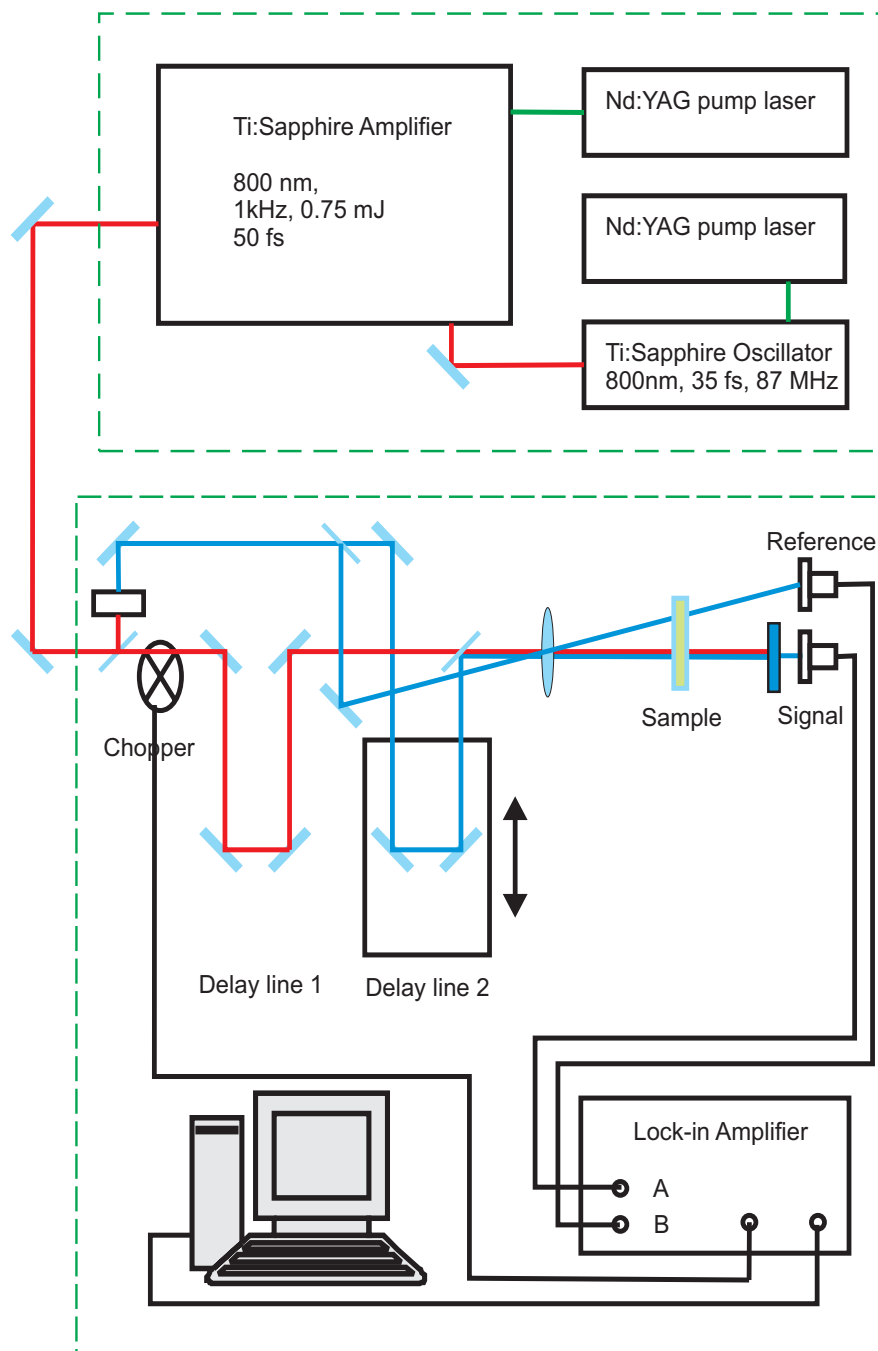 Ti:Sapphire Amplifier
800 nm,
1kHz, 0.75 mJ
50 fs
Nd:YAG pump laser
Nd:YAG pump laser
Ti:Sapphire Oscillator
800nm, 35 fs, 87 MHz
Reference
Chopper
Sample
Signal
Delay line 1
Delay line 2
Lock-in Amplifier
A
B